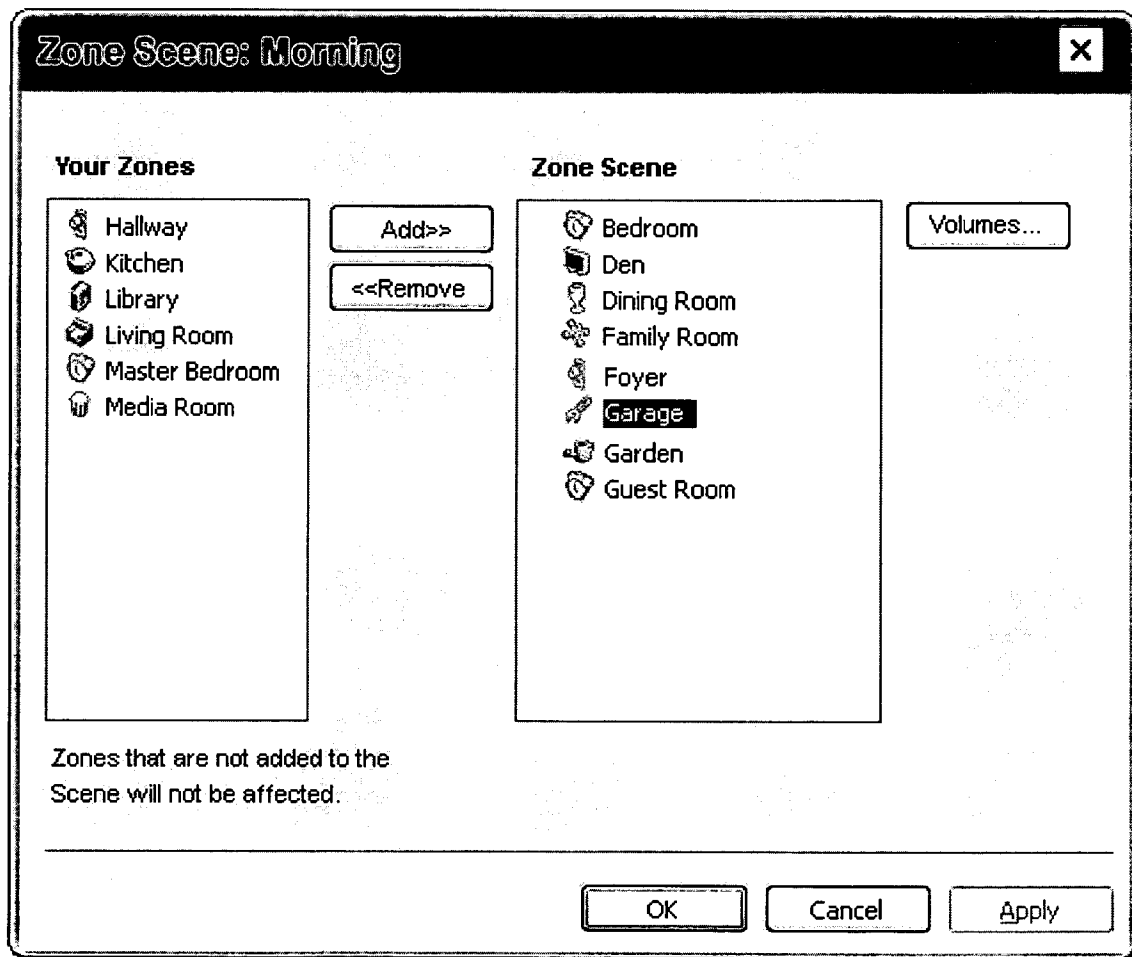 Zone Scene: Morning
Your Zones
Hallway
Kitchen
Library
Living Room
Master Bedroom
Media Room
Add>>
<<Remove
Zone Scene
Bedroom
Den
Dining Room
Family Room
Foyer
Garage
Garden
Guest Room
Volumes...
Zones that are not added to the
Scene will not be affected.
OK
Cancel
Apply